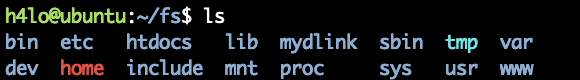 h4lo@ubuntu:~/fs$ ls
bin etc htdocs lib mydlink sbin tmp var
dev home include mnt proc sys usr www